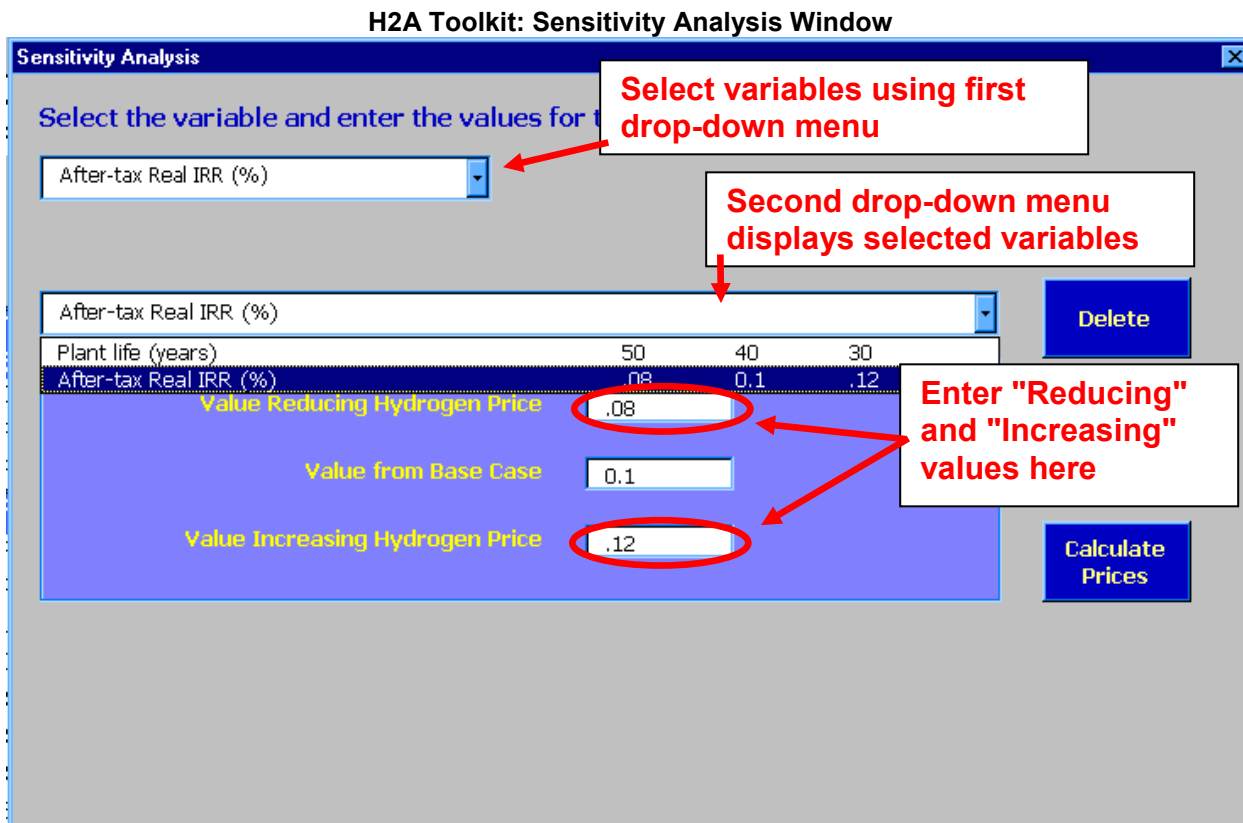 H2A Toolkit: Sensitivity Analysis Window
Sensitivity Analysis
Select variables using first
drop-down menu
Select the variable and enter the values for
After-tax Real IRR (%)
Second drop-down menu
displays selected variables
After-tax Real IRR (%)
Delete
Plant life (years) 50 40 30
After-tax Real IRR (%) .08 0.1 .12
Enter "Reducing"
and "Increasing"
values here
Value Reducing Hydrogen Price .08
Value from Base Case 0.1
Value Increasing Hydrogen Price .12
Calculate
Prices